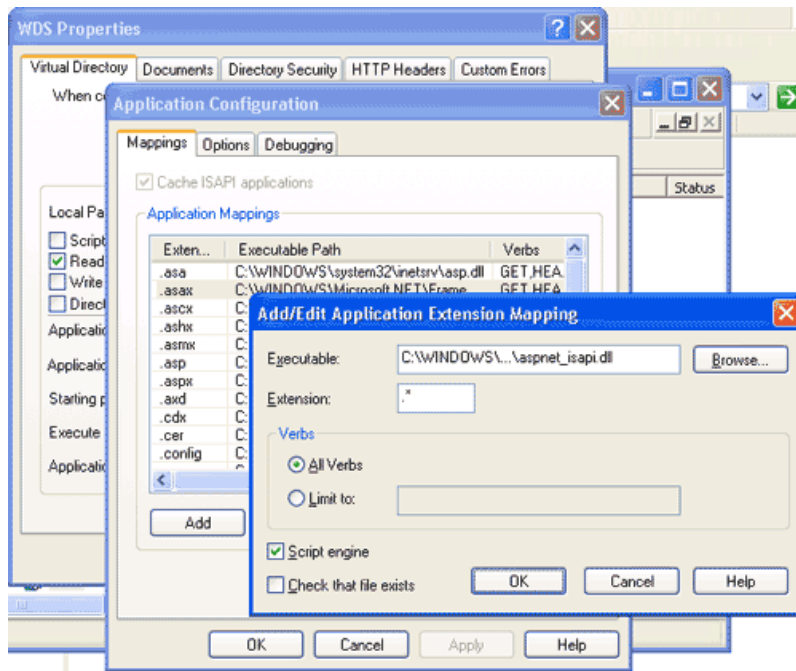 WDS Properties
Virtual Directory Documents Directory Security HTTP Headers Custom Errors
When co
Application Configuration
Mappings Options Debugging
Cache ISAPI applications
Status
Application Mappings
Local Pa
Exten... Executable Path Verbs
Script
.asa C:\WINDOWS\system32\inetsrv\asp.dll GET,HEA.
Read
.asax C:\WINDOWS\Microsoft.NET\Frame... GET,HEA
Write
.ascx C:
Direct
.ashx C:
Add/Edit Application Extension Mapping
Applicatio
.asmx C:
.asp C:
Executable: C:\WINDOWS\...\aspnet_isapi.dll Browse...
Applicatic
.aspx C:
Starting p
.axd C:
Extension: .*
.cdx C:
Execute
.cer C:
Verbs
.config C:
Applicatio
All Verbs
Limit to:
Add
Script engine
Check that file exists
OK Cancel Help
OK Cancel Apply Help